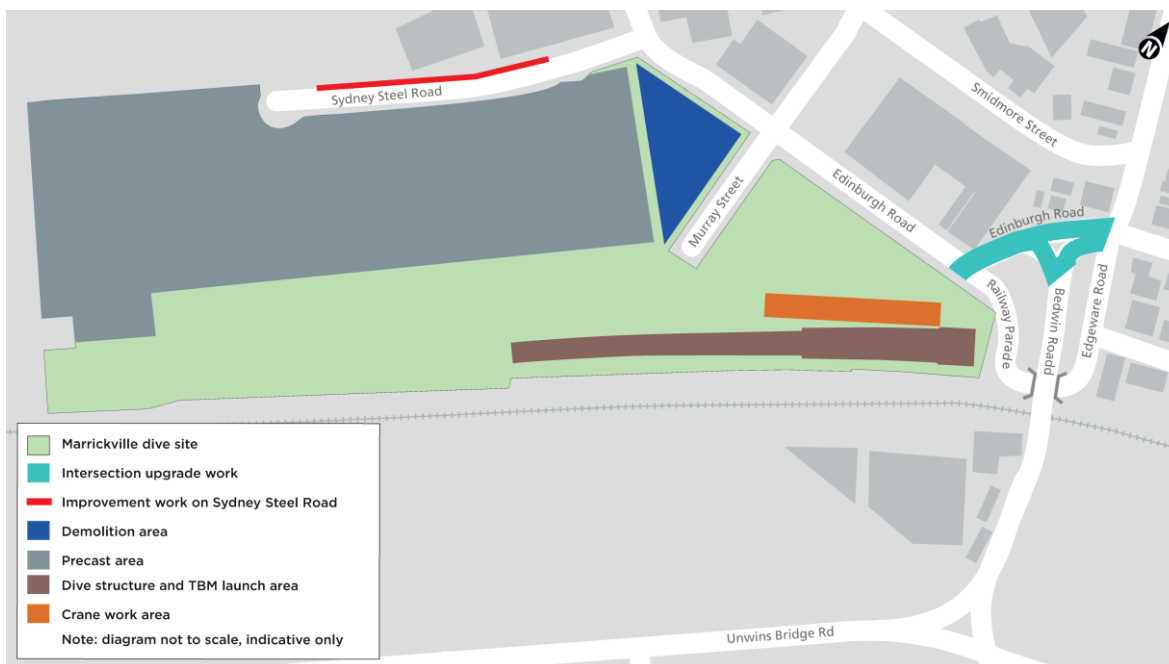 N
Sydney Steel Road
Smidmore Street
Murray Street
Edinburgh Road
Edinburgh Road
Railway Parade
Bedwin Roadd
Edgeware Road
Marrickville dive site
Intersection upgrade work
Improvement work on Sydney Steel Road
Demolition area
Precast area
Dive structure and TBM launch area
Crane work area
Note: diagram not to scale, indicative only
Unwins Bridge Rd